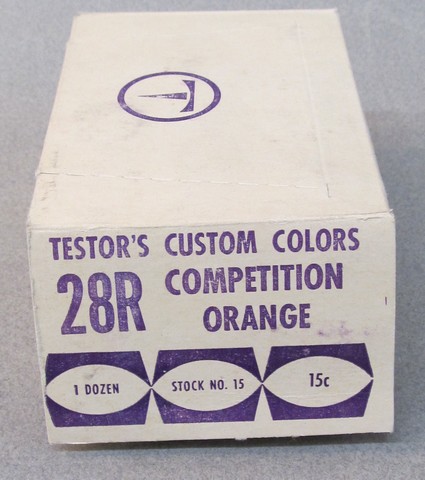 TESTOR'S CUSTOM COLORS
28R COMPETITION
ORANGE
1 DOZEN STOCK NO. 15 15c